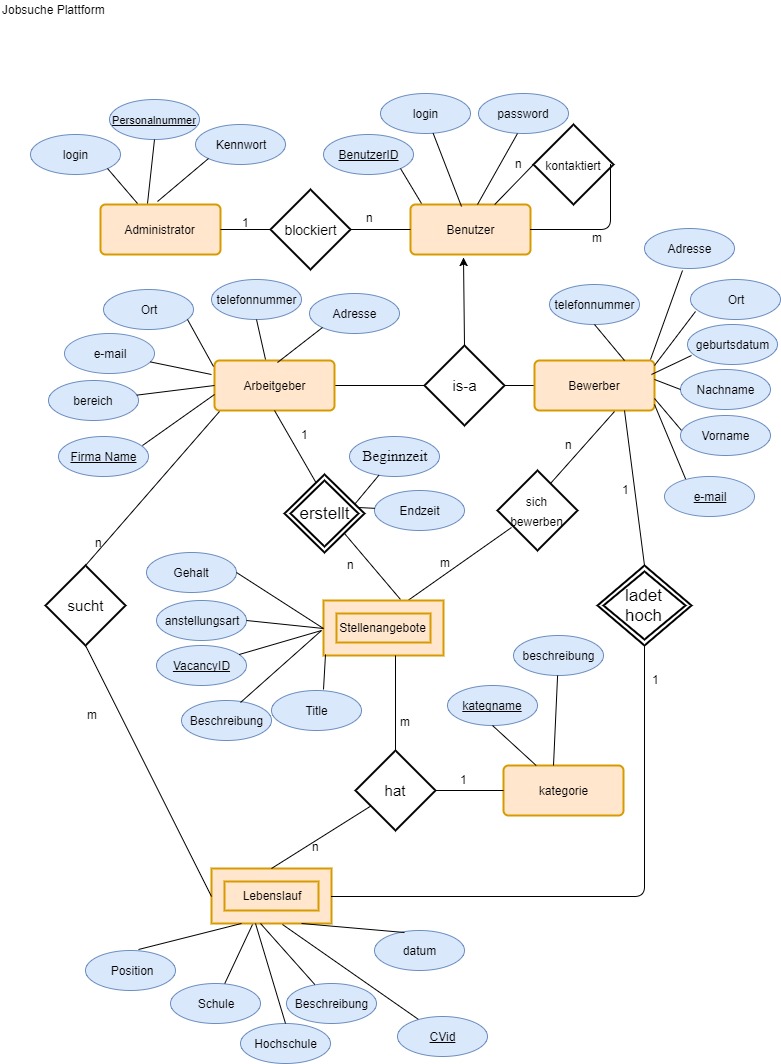 Jobsuche Plattform
login
Personalnummer
Kennwort
Administrator
1
blockiert
n
BenutzerID
login
password
Benutzer
n
kontaktiert
m
Ort
telefonnummer
Adresse
e-mail
bereich
Firma Name
Arbeitgeber
is-a
telefonnummer
Adresse
Ort
geburtsdatum
Nachname
Vorname
e-mail
Bewerber
1
erstellt
Beginnzeit
Endzeit
n
n
sich
bewerben
m
1
ladet
hoch
1
n
sucht
m
Gehalt
anstellungsart
VacancyID
Beschreibung
Title
Stellenangebote
m
hat
1
kategname
beschreibung
kategorie
n
Lebenslauf
Position
Schule
Hochschule
Beschreibung
CVid
datum